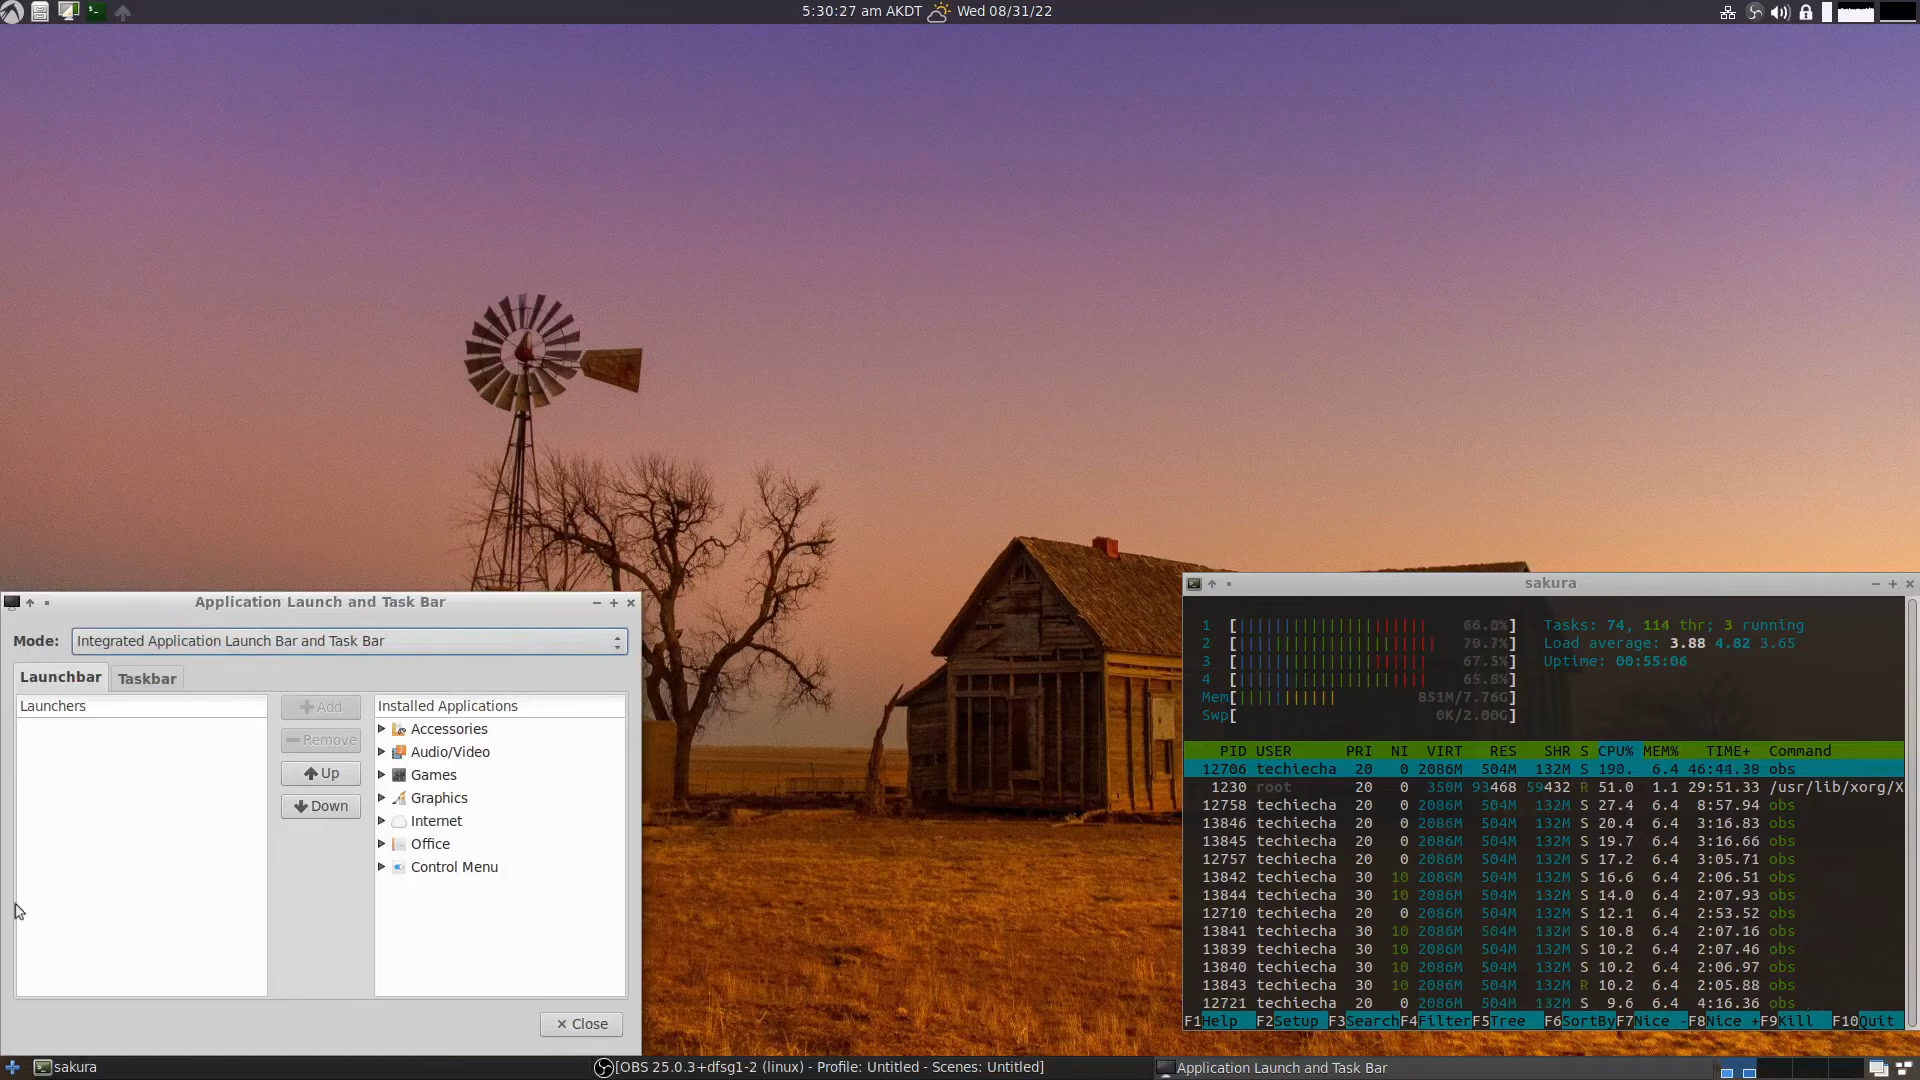 5:30:27 am AKDT Wed 08/31/22
Application Launch and Task Bar
Mode: Integrated Application Launch Bar and Task Bar
Launchbar Taskbar
Launchers
Add
Remove
Up
Down
Installed Applications
Accessories
Audio/Video
Games
Graphics
Internet
Office
Control Menu
Close
sakura
1 [ 66.0%] Tasks: 74, 114 thr; 3 running
2 [ 70.7%] Load average: 3.88 4.82 3.65
3 [ 67.5%] Uptime: 00:55:06
4 [ 65.8%]
Mem[ 851M/7.76G]
Swp[ 0K/2.00G]
PID USER PRI NI VIRT RES SHR S CPU% MEM% TIME+ Command
12706 techiecha 20 0 2086M 504M 132M S 190. 6.4 46:44.38 obs
1230 root 20 0 350M 93468 59432 R 51.0 1.1 29:51.33 /usr/lib/xorg/X
12758 techiecha 20 0 2086M 504M 132M S 27.4 6.4 8:57.94 obs
13846 techiecha 20 0 2086M 504M 132M S 20.4 6.4 3:16.83 obs
13845 techiecha 20 0 2086M 504M 132M S 19.7 6.4 3:16.66 obs
12757 techiecha 20 0 2086M 504M 132M S 17.2 6.4 3:05.71 obs
13842 techiecha 30 10 2086M 504M 132M S 16.6 6.4 2:06.51 obs
13844 techiecha 30 10 2086M 504M 132M S 14.0 6.4 2:07.93 obs
12710 techiecha 20 0 2086M 504M 132M S 12.1 6.4 2:53.52 obs
13841 techiecha 30 10 2086M 504M 132M S 10.8 6.4 2:07.16 obs
13839 techiecha 30 10 2086M 504M 132M S 10.2 6.4 2:07.46 obs
13840 techiecha 30 10 2086M 504M 132M S 10.2 6.4 2:06.97 obs
13843 techiecha 30 10 2086M 504M 132M R 10.2 6.4 2:05.88 obs
12721 techiecha 20 0 2086M 504M 132M S 9.6 6.4 4:16.36 obs
F1Help F2Setup F3SearchF4FilterF5Tree F6SortByF7Nice -F8Nice +F9Kill F10Quit
sakura [OBS 25.0.3+dfsg1-2 (linux) - Profile: Untitled - Scenes: Untitled] Application Launch and Task Bar